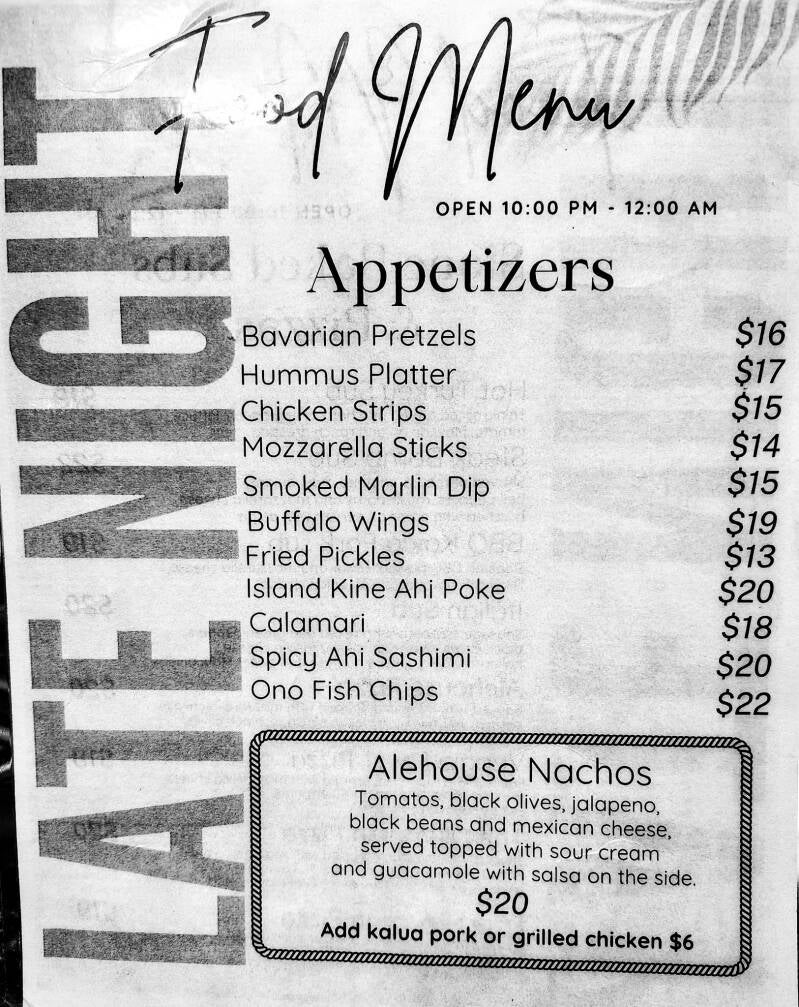 Food Menu
LATE NIGHT
OPEN 10:00 PM - 12:00 AM
Appetizers
Bavarian Pretzels $16
Hummus Platter $17
Chicken Strips $15
Mozzarella Sticks $14
Smoked Marlin Dip $15
Buffalo Wings $19
Fried Pickles $13
Island Kine Ahi Poke $20
Calamari $18
Spicy Ahi Sashimi $20
Ono Fish Chips $22
Alehouse Nachos
Tomatos, black olives, jalapeno,
black beans and mexican cheese,
served topped with sour cream
and guacamole with salsa on the side.
$20
Add kalua pork or grilled chicken $6